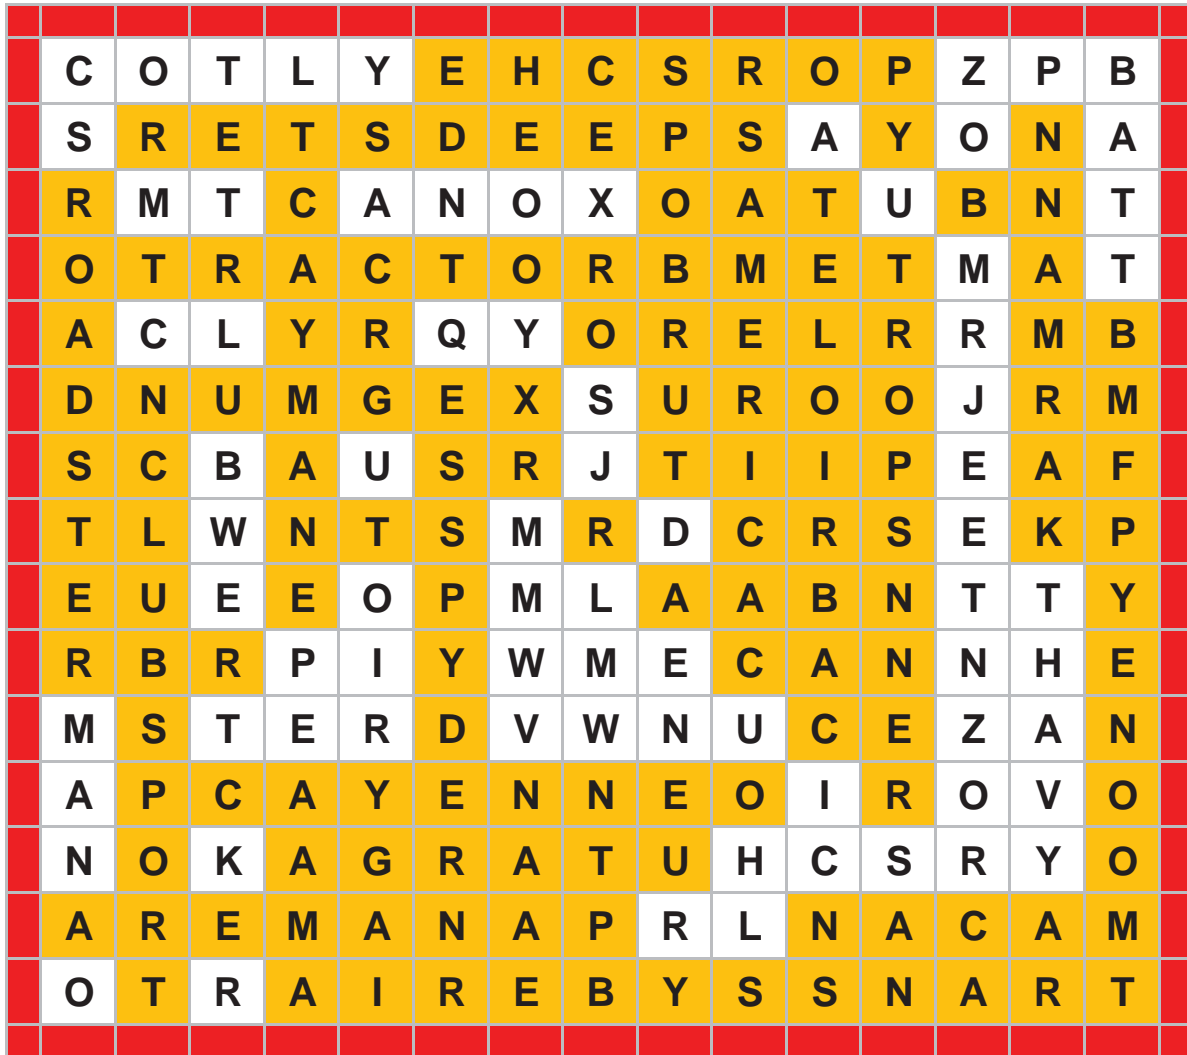 C O T L Y E H C S R O P Z P B
S R E T S D E E P S A Y O N A
R M T C A N O X O A T U B N T
O T R A C T O R B M E T M A T
A C L Y R Q Y O R E L R R M B
D N U M G E X S U R O O J R M
S C B A U S R J T I I P E A F
T L W N T S M R D C R S E K P
E U E E O P M L A A B N T T Y
R B R P I Y W M E C A N N H E
M S T E R D V W N U C E Z A N
A P C A Y E N N E O I R O V O
N O K A G R A T U H C S R Y O
A R E M A N A P R L N A C A M
O T R A I R E B Y S S N A R T